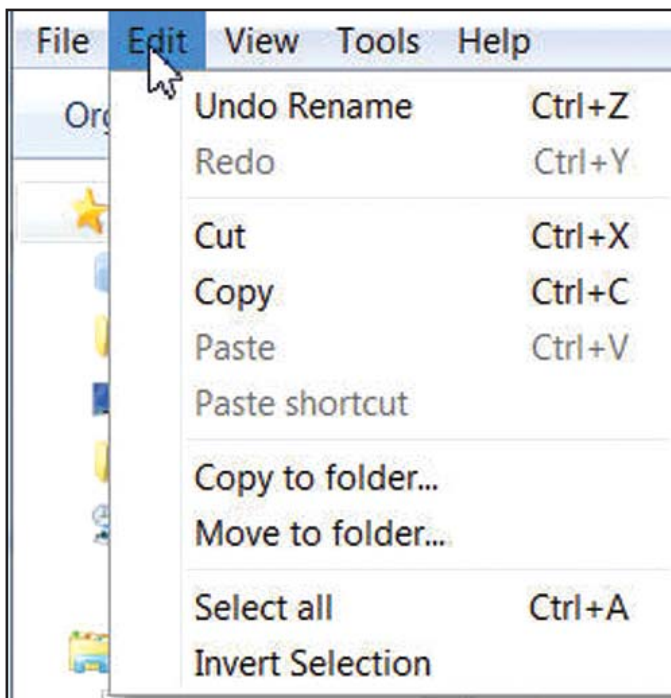 File Edit View Tools Help
Org
Undo Rename Ctrl+Z
Redo Ctrl+Y
Cut Ctrl+X
Copy Ctrl+C
Paste Ctrl+V
Paste shortcut
Copy to folder...
Move to folder...
Select all Ctrl+A
Invert Selection